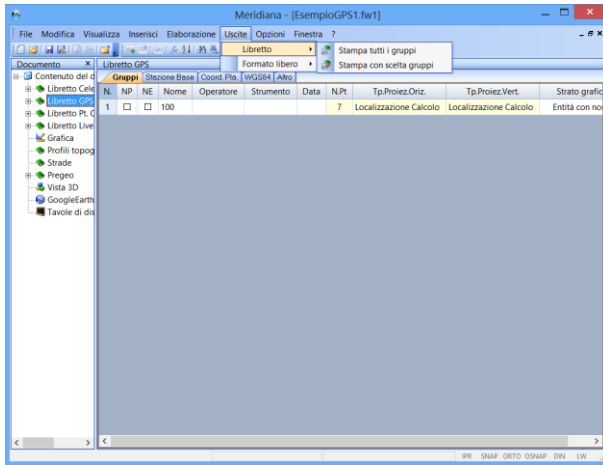 Meridiana - [EsempioGPS1.fw1]
File Modifica Visualizza Inserisci Elaborazione Uscite Opzioni Finestra ?
Libretto Stampa tutti i gruppi
Formato libero Stampa con scelta gruppi
Documento Libretto GPS
Contenuto del d Gruppi Stazione Base Coord. Pla. WGS84 Altro
Libretto Cele N. NP NE Nome Operatore Strumento Data N.Pt Tp.Proiez.Oriz. Tp.Proiez.Vert. Strato grafic
Libretto GPS 1 100 7 Localizzazione Calcolo Localizzazione Calcolo Entità con no
Libretto Pt. C
Libretto Live
Grafica
Profili topog
Strade
Pregeo
Vista 3D
GoogleEarth
Tavole di dis
IPR SNAP ORTO OSNAP DIN LW